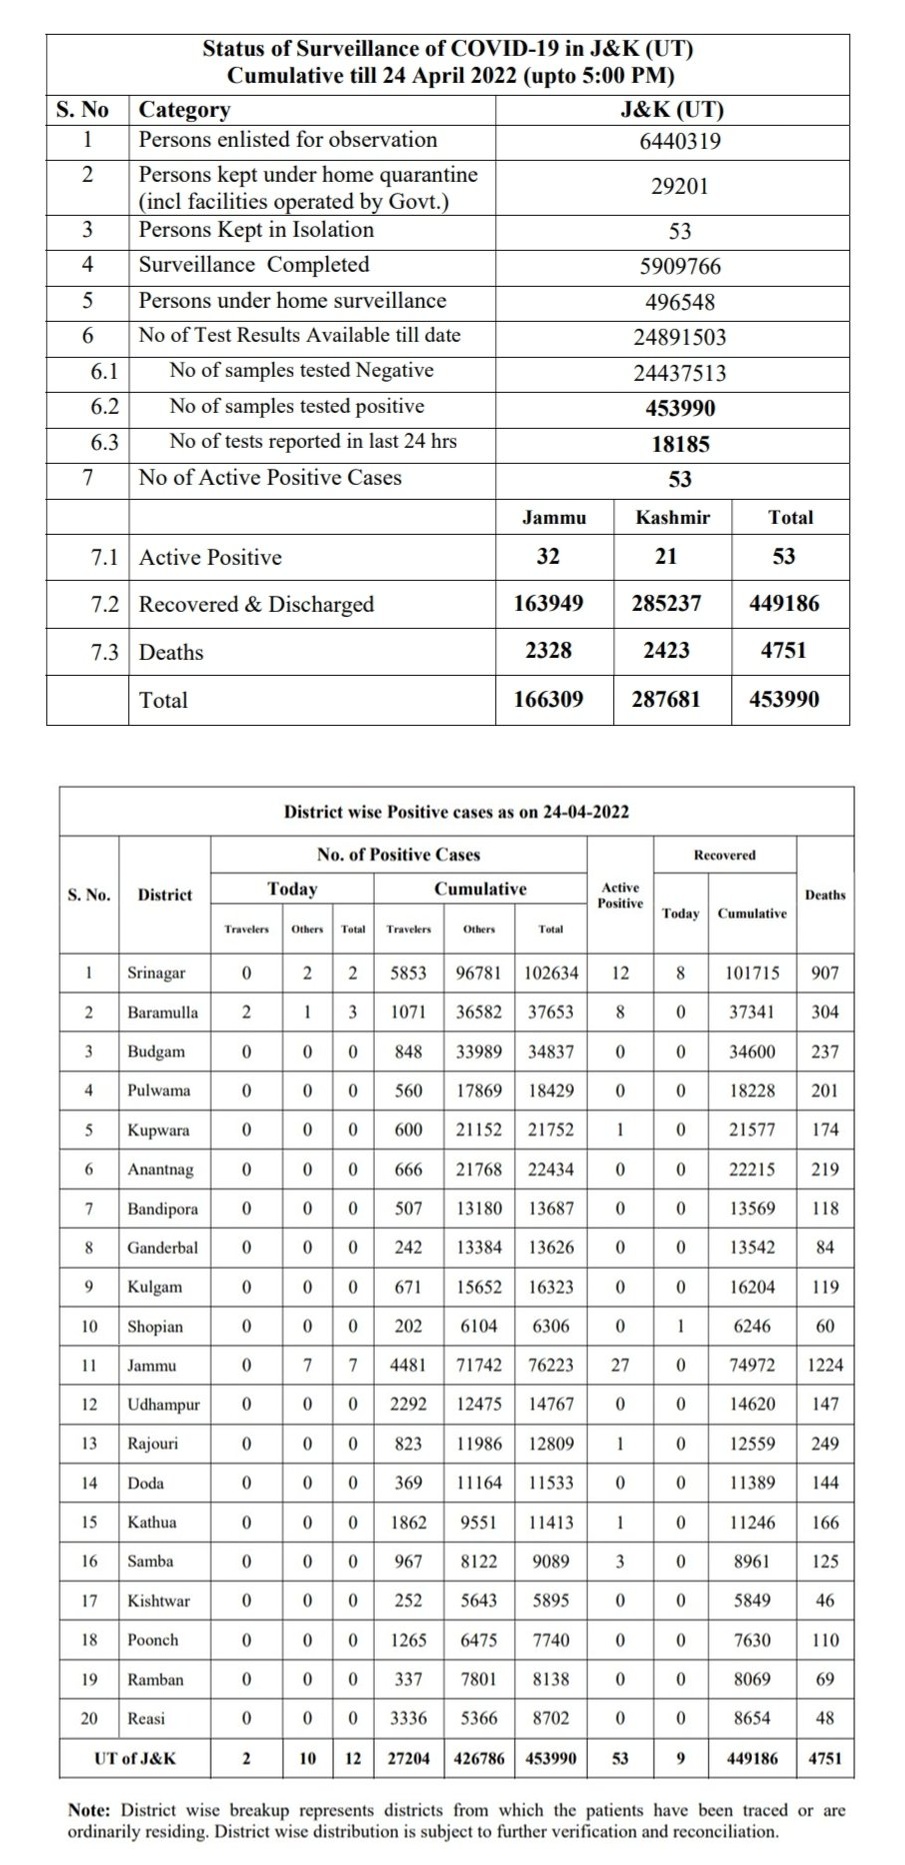 Status of Surveillance of COVID-19 in J&K (UT)
Cumulative till 24 April 2022 (upto 5:00 PM)
S. No Category J&K (UT)
1 Persons enlisted for observation 6440319
2 Persons kept under home quarantine
(incl facilities operated by Govt.) 29201
3 Persons Kept in Isolation 53
4 Surveillance Completed 5909766
5 Persons under home surveillance 496548
6 No of Test Results Available till date 24891503
6.1 No of samples tested Negative 24437513
6.2 No of samples tested positive 453990
6.3 No of tests reported in last 24 hrs 18185
7 No of Active Positive Cases 53
Jammu Kashmir Total
7.1 Active Positive 32 21 53
7.2 Recovered & Discharged 163949 285237 449186
7.3 Deaths 2328 2423 4751
Total 166309 287681 453990
District wise Positive cases as on 24-04-2022
S. No. District No. of Positive Cases Active Positive Recovered Deaths
Today Cumulative Today Cumulative
Travelers Others Total Travelers Others Total
1 Srinagar 0 2 2 5853 96781 102634 12 8 101715 907
2 Baramulla 2 1 3 1071 36582 37653 8 0 37341 304
3 Budgam 0 0 0 848 33989 34837 0 0 34600 237
4 Pulwama 0 0 0 560 17869 18429 0 0 18228 201
5 Kupwara 0 0 0 600 21152 21752 1 0 21577 174
6 Anantnag 0 0 0 666 21768 22434 0 0 22215 219
7 Bandipora 0 0 0 507 13180 13687 0 0 13569 118
8 Ganderbal 0 0 0 242 13384 13626 0 0 13542 84
9 Kulgam 0 0 0 671 15652 16323 0 0 16204 119
10 Shopian 0 0 0 202 6104 6306 0 1 6246 60
11 Jammu 0 7 7 4481 71742 76223 27 0 74972 1224
12 Udhampur 0 0 0 2292 12475 14767 0 0 14620 147
13 Rajouri 0 0 0 823 11986 12809 1 0 12559 249
14 Doda 0 0 0 369 11164 11533 0 0 11389 144
15 Kathua 0 0 0 1862 9551 11413 1 0 11246 166
16 Samba 0 0 0 967 8122 9089 3 0 8961 125
17 Kishtwar 0 0 0 252 5643 5895 0 0 5849 46
18 Poonch 0 0 0 1265 6475 7740 0 0 7630 110
19 Ramban 0 0 0 337 7801 8138 0 0 8069 69
20 Reasi 0 0 0 3336 5366 8702 0 0 8654 48
UT of J&K 2 10 12 27204 426786 453990 53 9 449186 4751
Note: District wise breakup represents districts from which the patients have been traced or are
ordinarily residing. District wise distribution is subject to further verification and reconciliation.